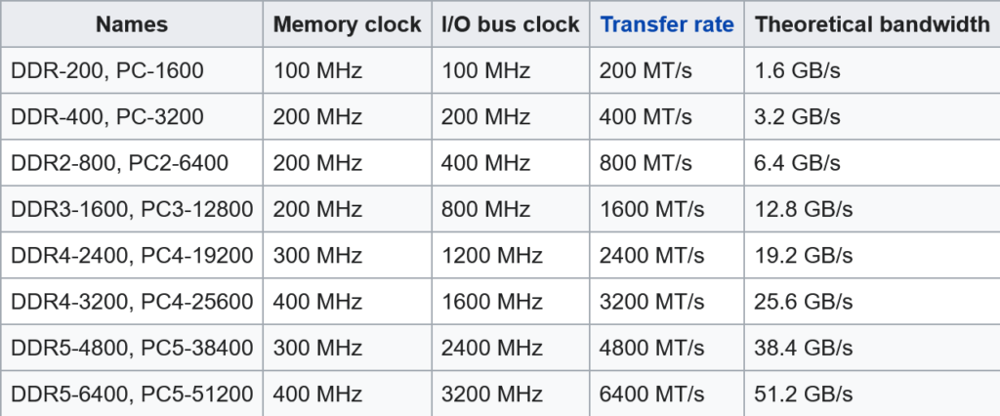 Names Memory clock I/O bus clock Transfer rate Theoretical bandwidth
DDR-200, PC-1600 100 MHz 100 MHz 200 MT/s 1.6 GB/s
DDR-400, PC-3200 200 MHz 200 MHz 400 MT/s 3.2 GB/s
DDR2-800, PC2-6400 200 MHz 400 MHz 800 MT/s 6.4 GB/s
DDR3-1600, PC3-12800 200 MHz 800 MHz 1600 MT/s 12.8 GB/s
DDR4-2400, PC4-19200 300 MHz 1200 MHz 2400 MT/s 19.2 GB/s
DDR4-3200, PC4-25600 400 MHz 1600 MHz 3200 MT/s 25.6 GB/s
DDR5-4800, PC5-38400 300 MHz 2400 MHz 4800 MT/s 38.4 GB/s
DDR5-6400, PC5-51200 400 MHz 3200 MHz 6400 MT/s 51.2 GB/s